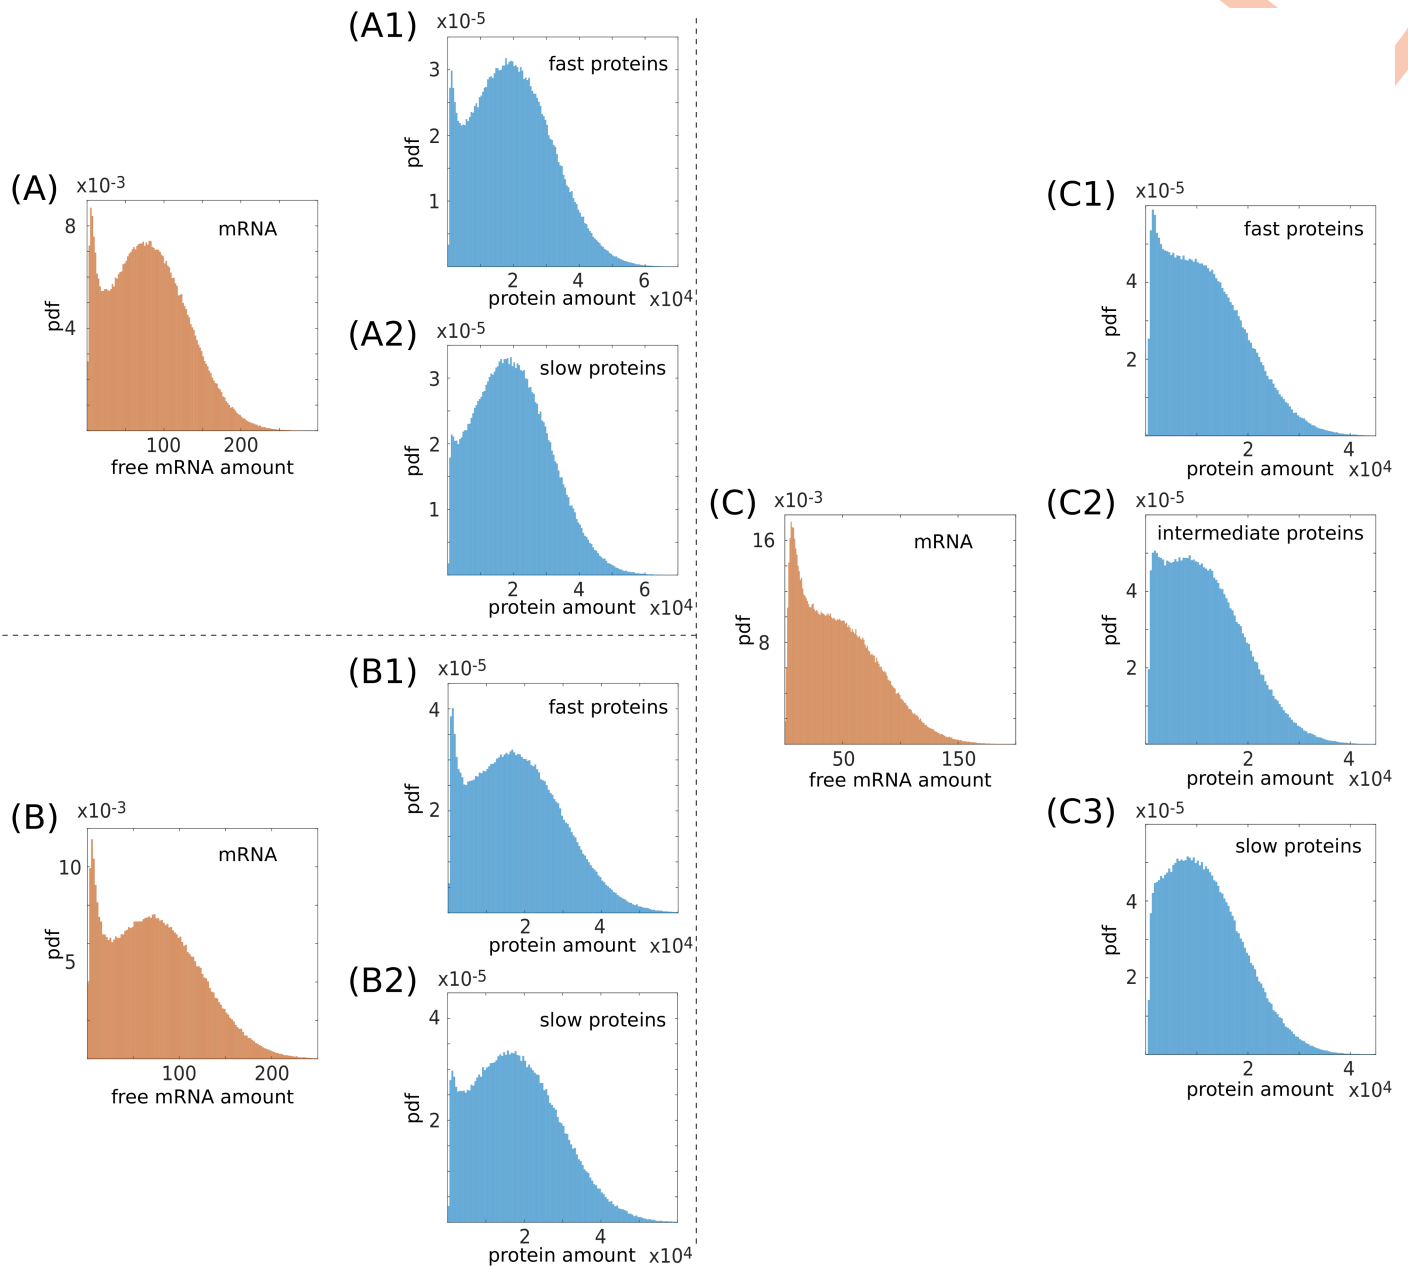 (A)
x10-3
mRNA
8
4
pdf
100 200
free mRNA amount
(A1)
x10-5
fast proteins
3
2
1
pdf
2 4 6
protein amount x104
(A2)
x10-5
slow proteins
3
2
1
pdf
2 4 6
protein amount x104
(B)
x10-3
mRNA
10
5
pdf
100 200
free mRNA amount
(B1)
x10-5
fast proteins
4
2
pdf
2 4
protein amount x104
(B2)
x10-5
slow proteins
4
2
pdf
2 4
protein amount x104
(C)
x10-3
mRNA
16
8
pdf
50 150
free mRNA amount
(C1)
x10-5
fast proteins
4
2
pdf
2 4
protein amount x104
(C2)
x10-5
intermediate proteins
4
2
pdf
2 4
protein amount x104
(C3)
x10-5
slow proteins
4
2
pdf
2 4
protein amount x104